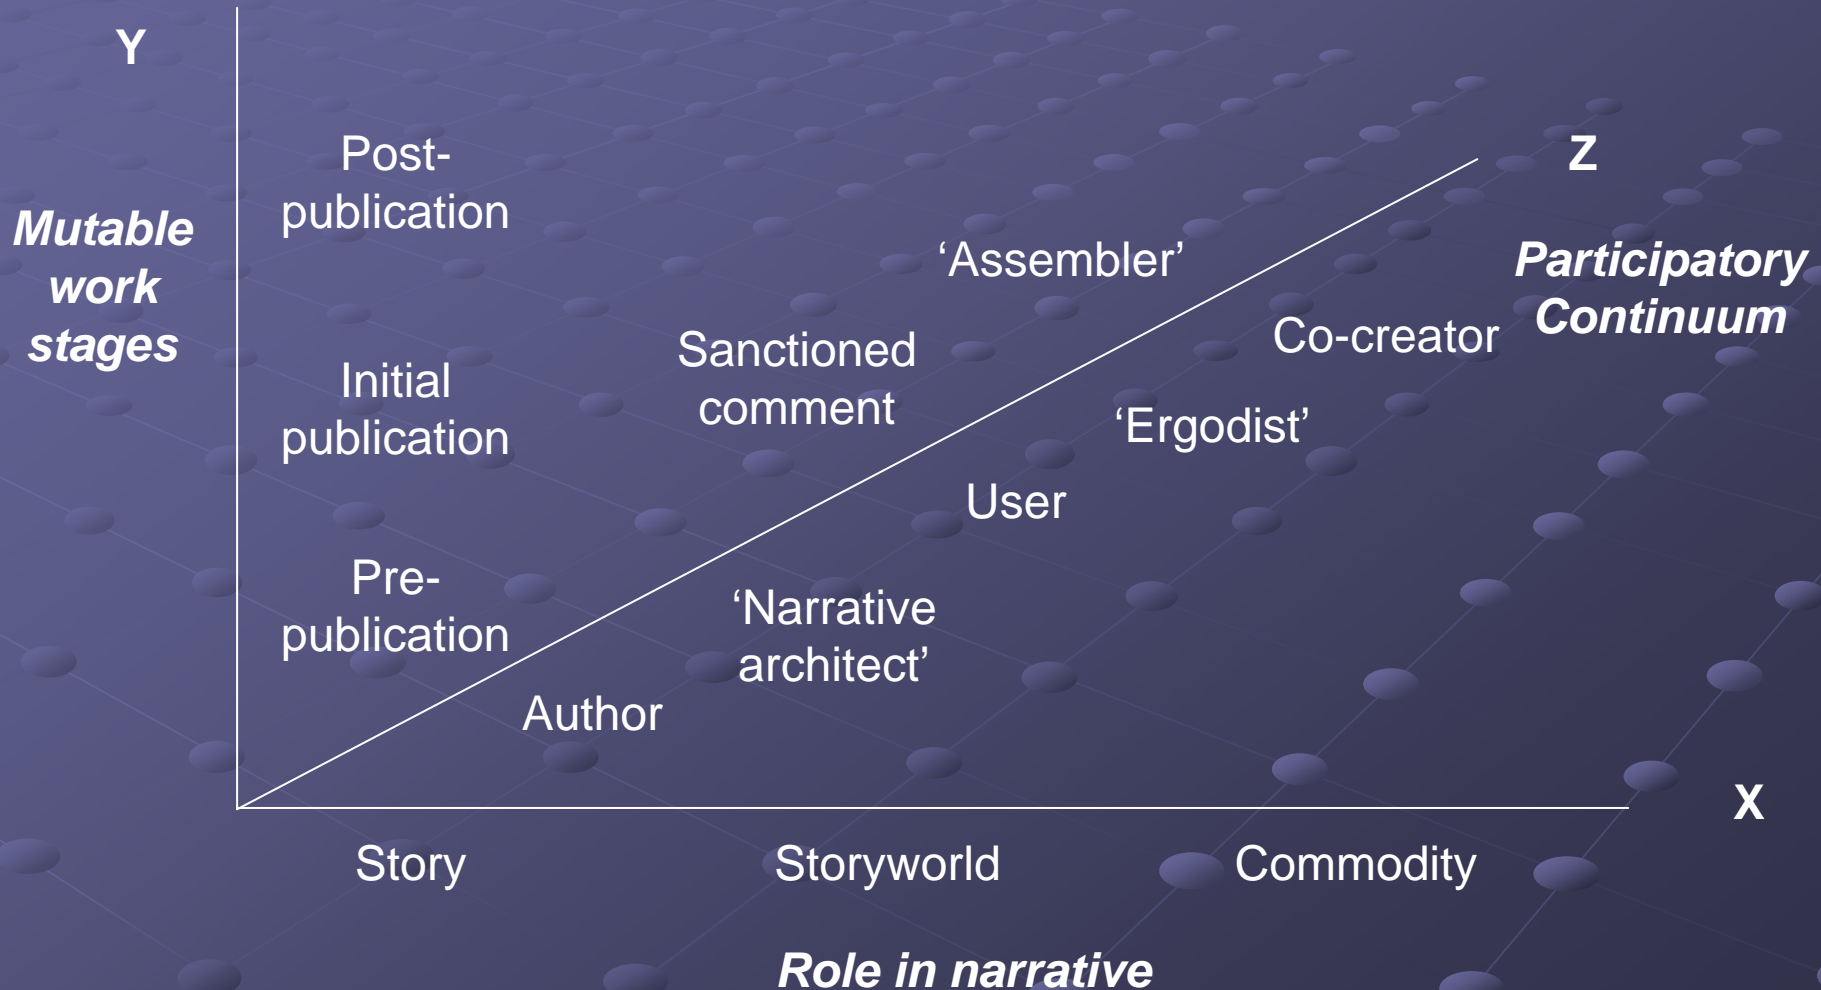 Y
Post-
publication
Mutable
work
stages
Initial
publication
Pre-
publication
Z
Participatory
Continuum
‘Assembler’
Co-creator
Sanctioned
comment
‘Ergodist’
User
‘Narrative
architect’
Author
X
Story
Storyworld
Commodity
Role in narrative